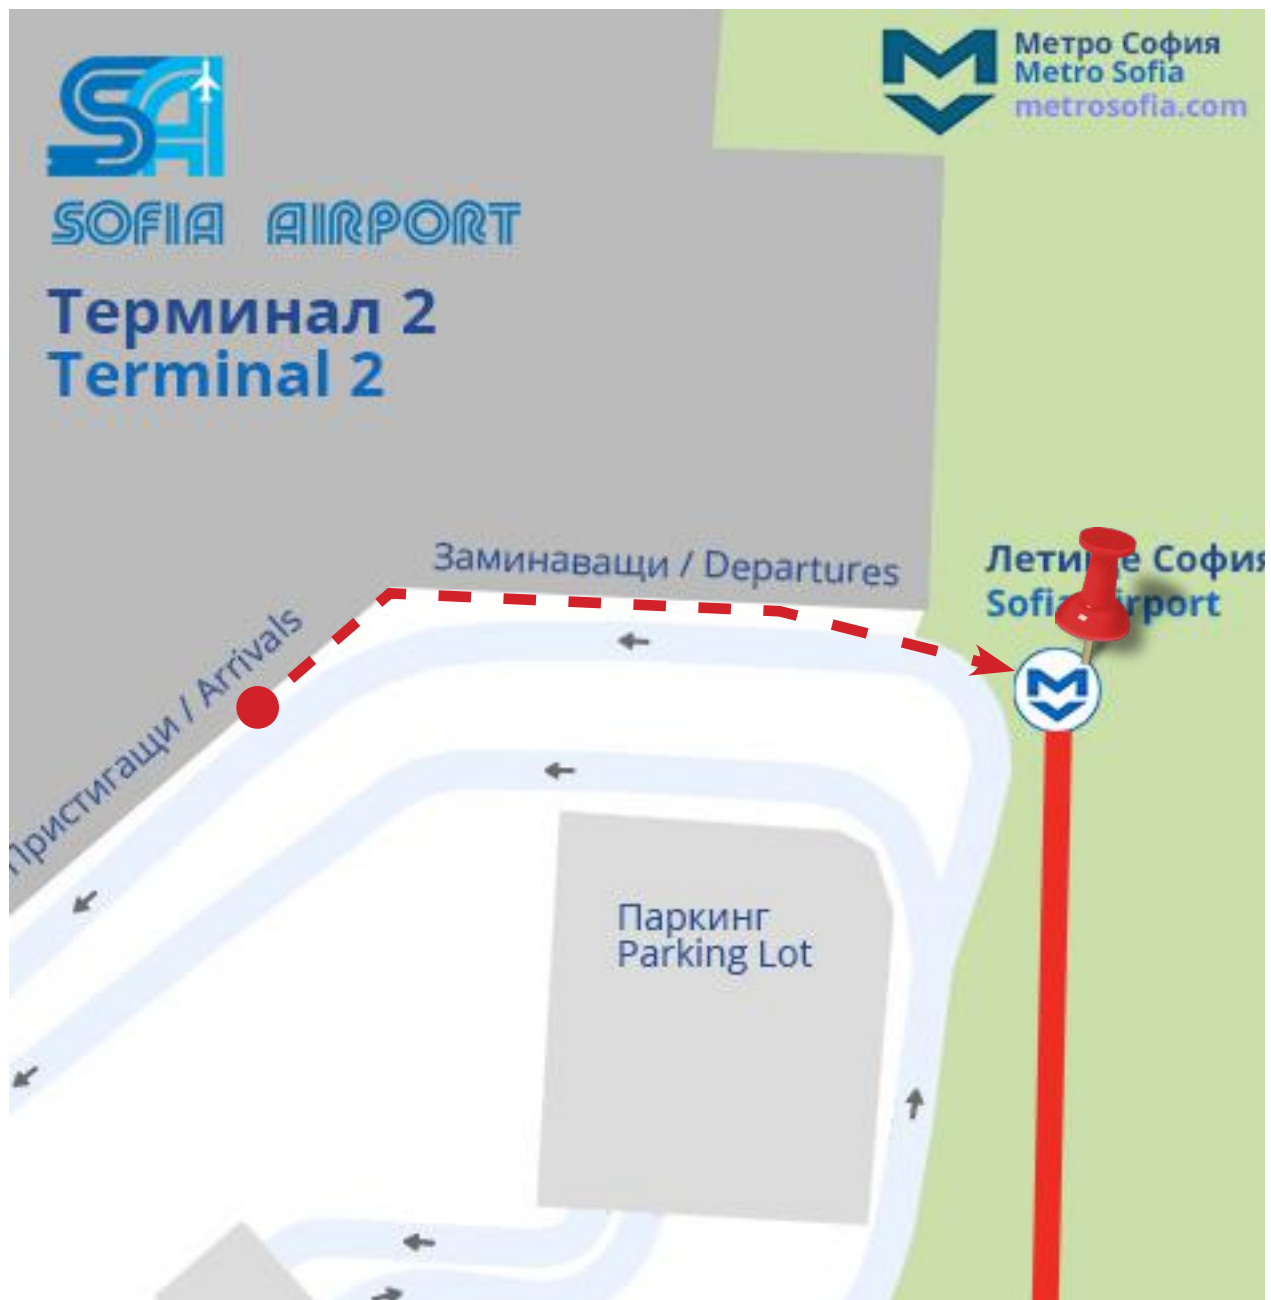 Метро София
Metro Sofia
metrosofia.com
SA
SOFIA AIRPORT
Терминал 2
Terminal 2
Заминаващи / Departures
Пристигащи / Arrivals
Паркинг
Parking Lot